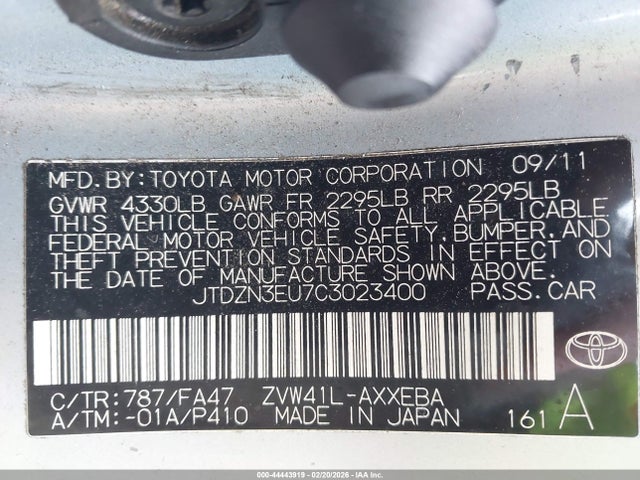 MFD.BY:TOYOTA MOTOR CORPORATION 09/11
GVWR 4330LB GAWR FR 2295LB RR 2295LB
THIS VEHICLE CONFORMS TO ALL APPLICABLE
FEDERAL MOTOR VEHICLE SAFETY,BUMPER,AND
THEFT PREVENTION STANDARDS IN EFFECT ON
THE DATE OF MANUFACTURE SHOWN ABOVE.
JTDZN3EU7C3023400 PASS.CAR
C/TR:787/FA47 ZVW41L-AXXEBA
A/TM:-01A/P410 MADE IN JAPAN 161 A
000-44443919 - 02/20/2026 - COPART.COM